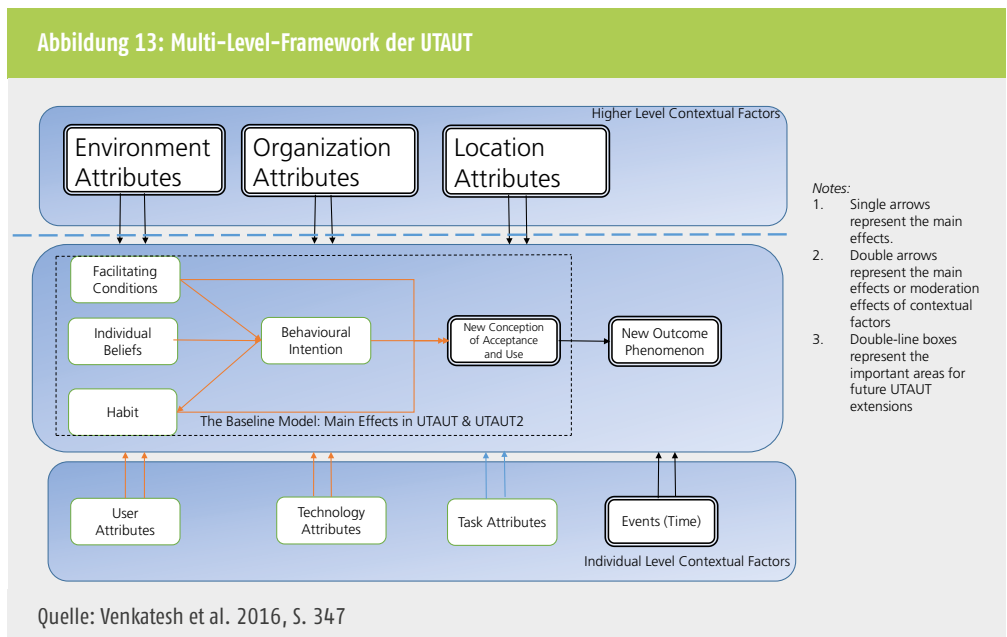 Abbildung 13: Multi-Level-Framework der UTAUT
Higher Level Contextual Factors
Environment
Attributes
Organization
Attributes
Location
Attributes
Notes:
1. Single arrows
represent the main
effects.
2. Double arrows
represent the main
effects or moderation
effects of contextual
factors
3. Double-line boxes
represent the
important areas for
future UTAUT
extensions
Facilitating
Conditions
Individual
Beliefs
Habit
Behavioural
Intention
New Conception
of Acceptance
and Use
New Outcome
Phenomenon
The Baseline Model: Main Effects in UTAUT & UTAUT2
User
Attributes
Technology
Attributes
Task Attributes
Events (Time)
Individual Level Contextual Factors
Quelle: Venkatesh et al. 2016, S. 347